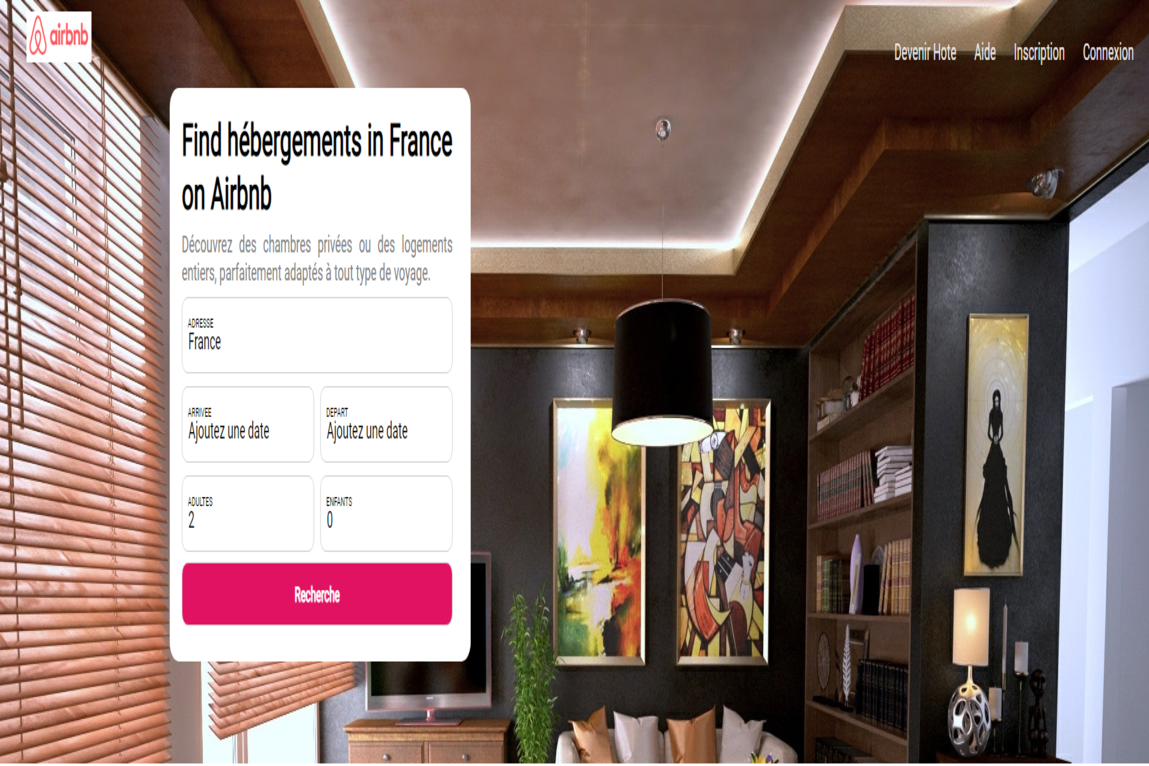 airbnb
Devenir Hote Aide Inscription Connexion
Find hébergements in France
on Airbnb
Découvrez des chambres privées ou des logements
entiers, parfaitement adaptés à tout type de voyage.
ADRESSE
France
ARRIVEE
Ajoutez une date
DEPART
Ajoutez une date
ADULTES
2
ENFANTS
0
Recherche